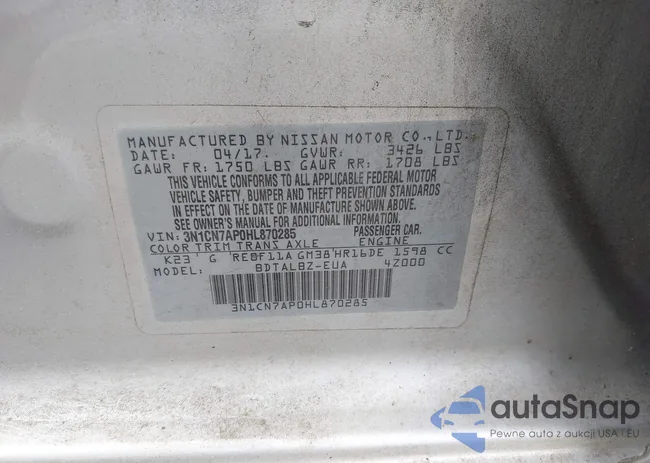 MANUFACTURED BY NISSAN MOTOR CO.,LTD.
DATE: 04/17. GVWR: 3426 LBS
GAWR FR: 1750 LBS GAWR RR: 1708 LBS
THIS VEHICLE CONFORMS TO ALL APPLICABLE FEDERAL MOTOR
VEHICLE SAFETY, BUMPER AND THEFT PREVENTION STANDARDS
IN EFFECT ON THE DATE OF MANUFACTURE SHOWN ABOVE.
SEE OWNER'S MANUAL FOR ADDITIONAL INFORMATION.
VIN: 3N1CN7AP0HL870285 PASSENGER CAR.
COLOR TRIM TRANS AXLE ENGINE
K23 G RE0F11A GM38 HR16DE 1598 CC
MODEL: BDTALBZ-EUA 4Z000
3N1CN7AP0HL870285
autaSnap
Pewne auta z aukcji USA i EU